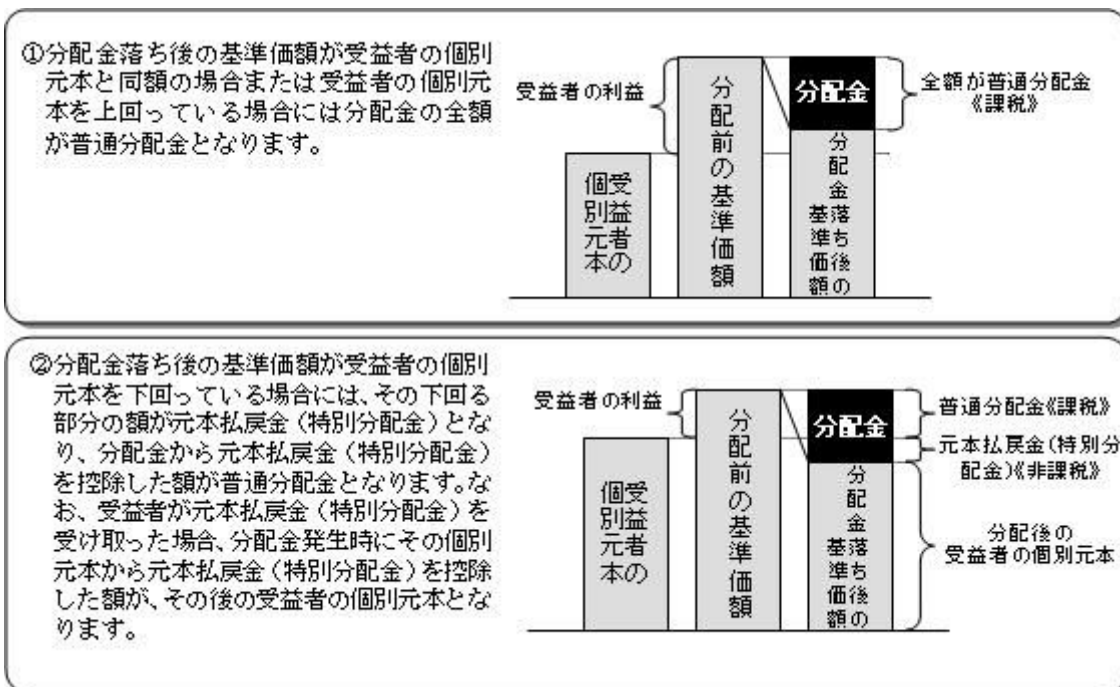 ①分配金落ち後の基準価額が受益者の個別
元本と同額の場合または受益者の個別元
本を上回っている場合には分配金の全額
が普通分配金となります。
受益者の利益
受益者の
個別元本
分配前の基準価額
分配金
分配金落ち後の
基準価額
全額が普通分配金
《課税》
②分配金落ち後の基準価額が受益者の個別
元本を下回っている場合には、その下回る
部分の額が元本払戻金(特別分配金)とな
り、分配金から元本払戻金(特別分配金)
を控除した額が普通分配金となります。な
お、受益者が元本払戻金(特別分配金)を
受け取った場合、分配金発生時にその個別
元本から元本払戻金(特別分配金)を控除
した額が、その後の受益者の個別元本とな
ります。
受益者の利益
受益者の
個別元本
分配前の基準価額
分配金
分配金落ち後の
基準価額
普通分配金《課税》
元本払戻金(特別分
配金)《非課税》
分配後の
受益者の個別元本